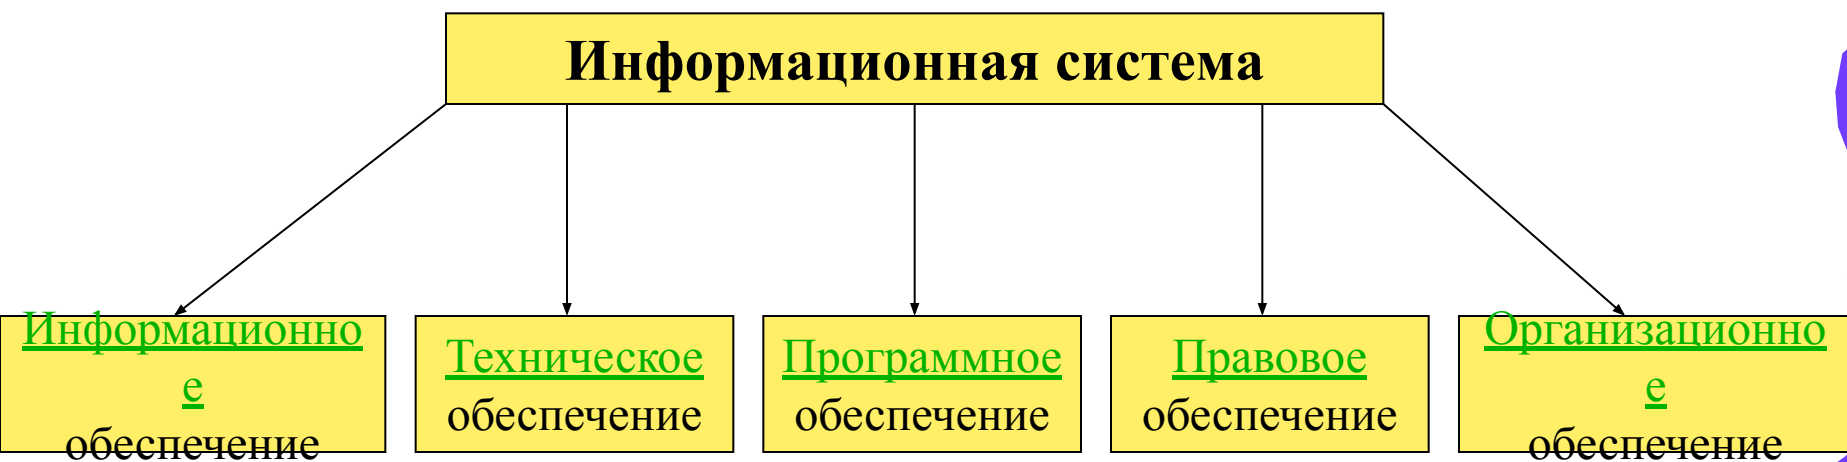 Информационная система
Информационно
е
обеспечение
Техническое
обеспечение
Программное
обеспечение
Правовое
обеспечение
Организационно
е
обеспечение